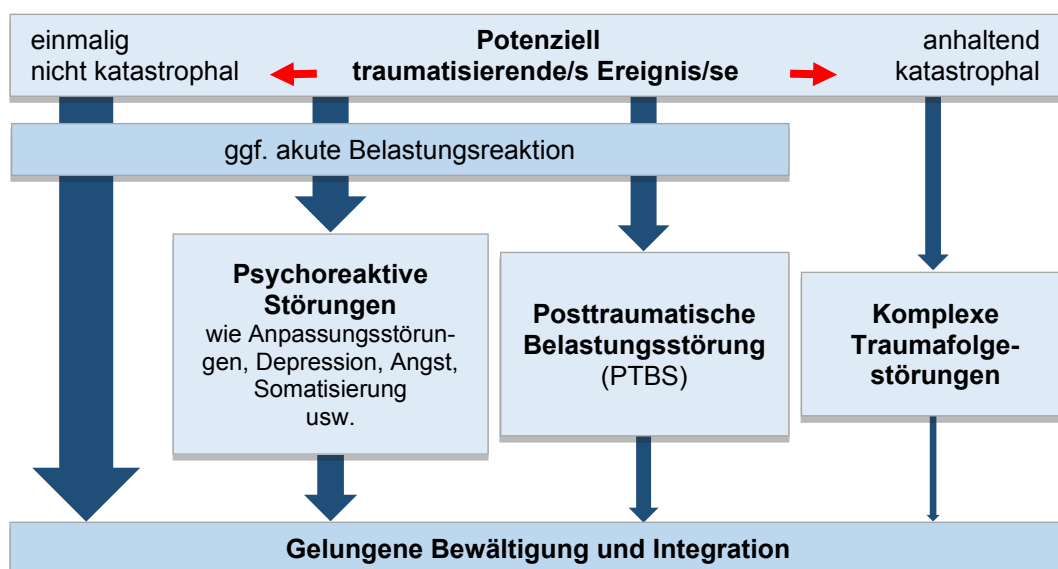 einmalig
nicht katastrophal
Potenziell
traumatisierende/s Ereignis/se
anhaltend
katastrophal
ggf. akute Belastungsreaktion
Psychoreaktive
Störungen
wie Anpassungsstörun-
gen, Depression, Angst,
Somatisierung
usw.
Posttraumatische
Belastungsstörung
(PTBS)
Komplexe
Traumafolge-
störungen
Gelungene Bewältigung und Integration